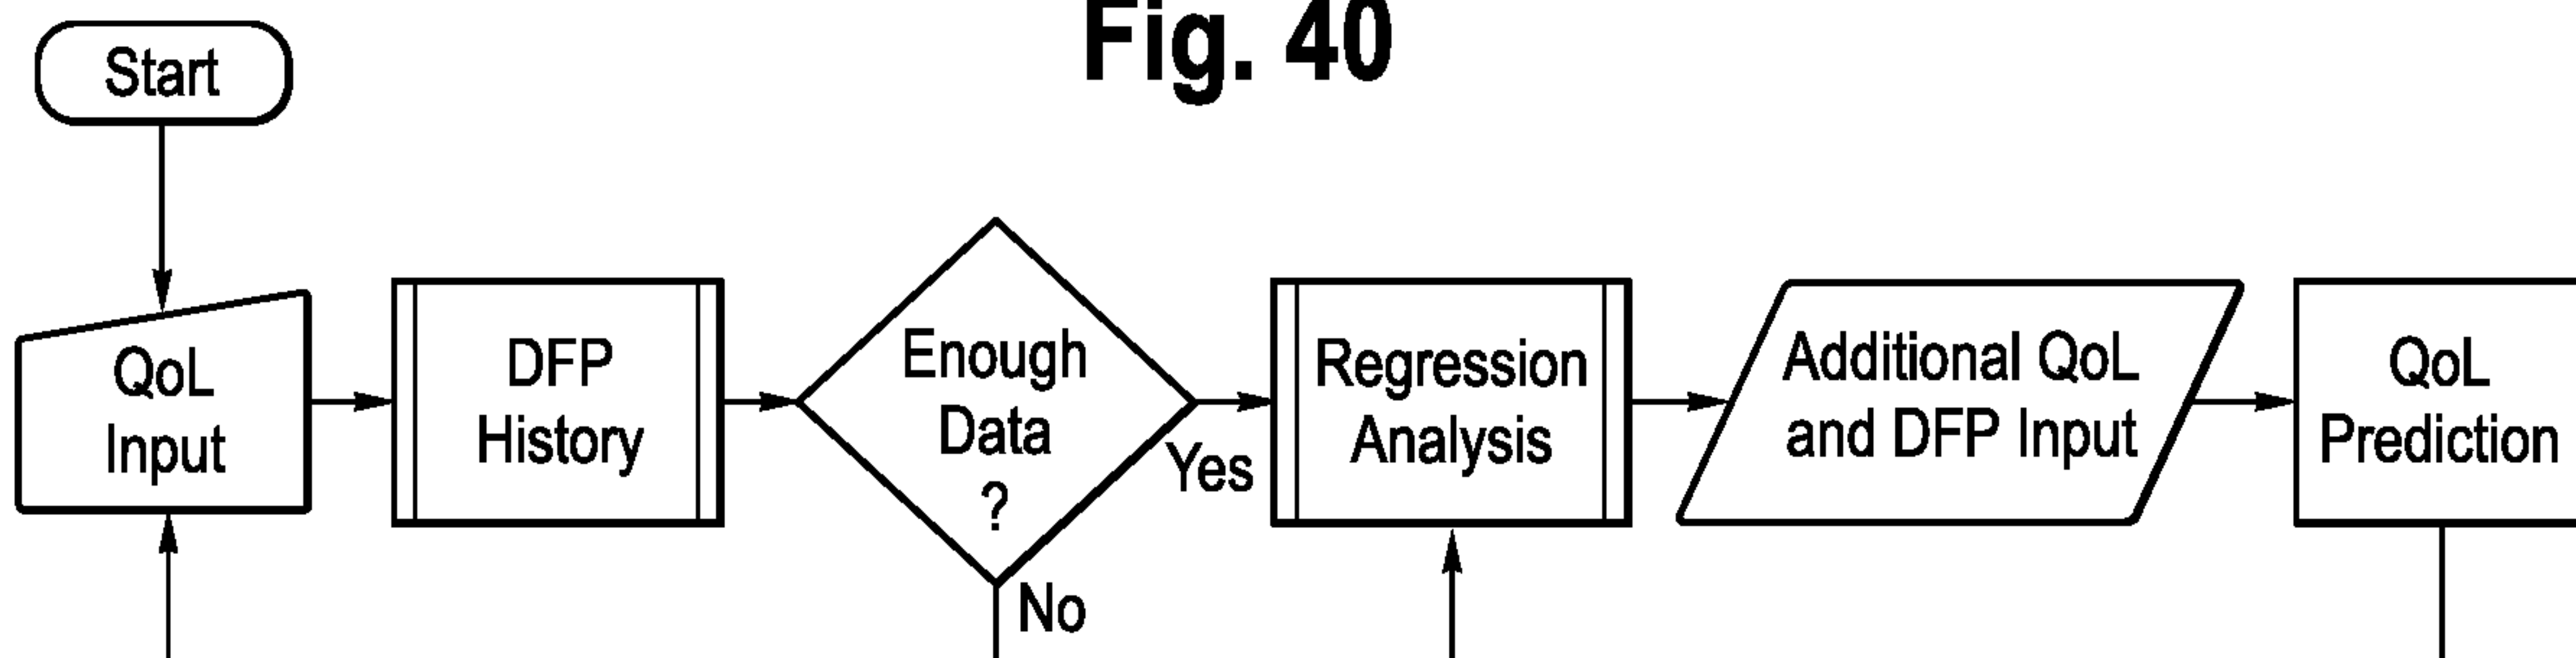 Fig. 40
Start
QoL
Input
DFP
History
Enough
Data
?
Yes
No
Regression
Analysis
Additional QoL
and DFP Input
QoL
Prediction